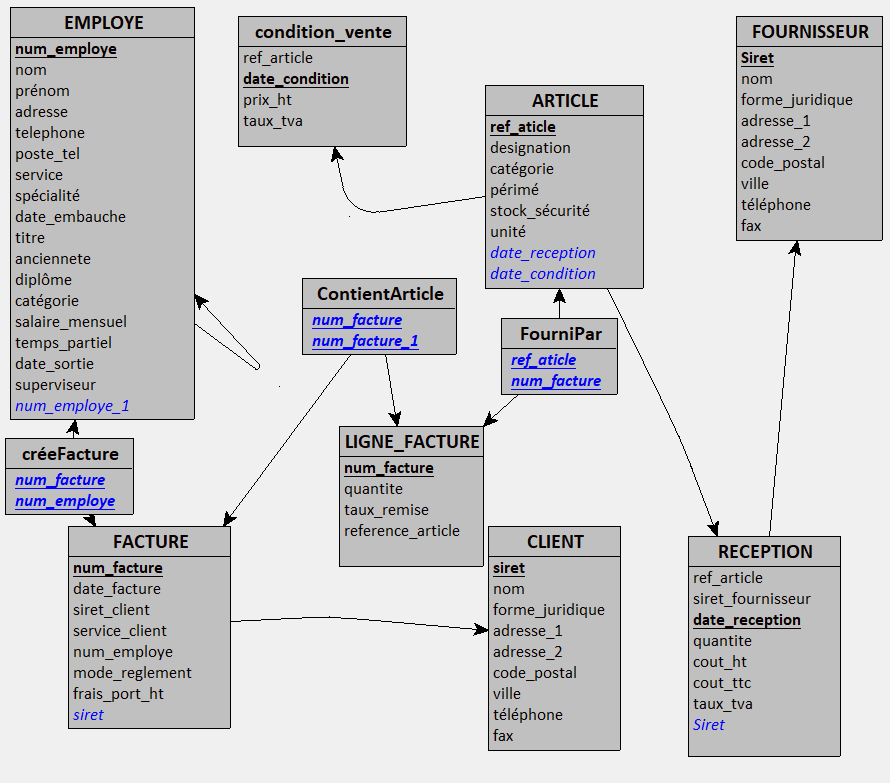 EMPLOYE
num_employe
nom
prénom
adresse
telephone
poste_tel
service
spécialité
date_embauche
titre
anciennete
diplôme
catégorie
salaire_mensuel
temps_partiel
date_sortie
superviseur
num_employe_1
condition_vente
ref_article
date_condition
prix_ht
taux_tva
ARTICLE
ref_aticle
designation
catégorie
périmé
stock_sécurité
unité
date_reception
date_condition
FOURNISSEUR
Siret
nom
forme_juridique
adresse_1
adresse_2
code_postal
ville
téléphone
fax
ContientArticle
num_facture
num_facture_1
FourniPar
ref_aticle
num_facture
créeFacture
num_facture
num_employe
LIGNE_FACTURE
num_facture
quantite
taux_remise
reference_article
FACTURE
num_facture
date_facture
siret_client
service_client
num_employe
mode_reglement
frais_port_ht
siret
CLIENT
siret
nom
forme_juridique
adresse_1
adresse_2
code_postal
ville
téléphone
fax
RECEPTION
ref_article
siret_fournisseur
date_reception
quantite
cout_ht
cout_ttc
taux_tva
Siret